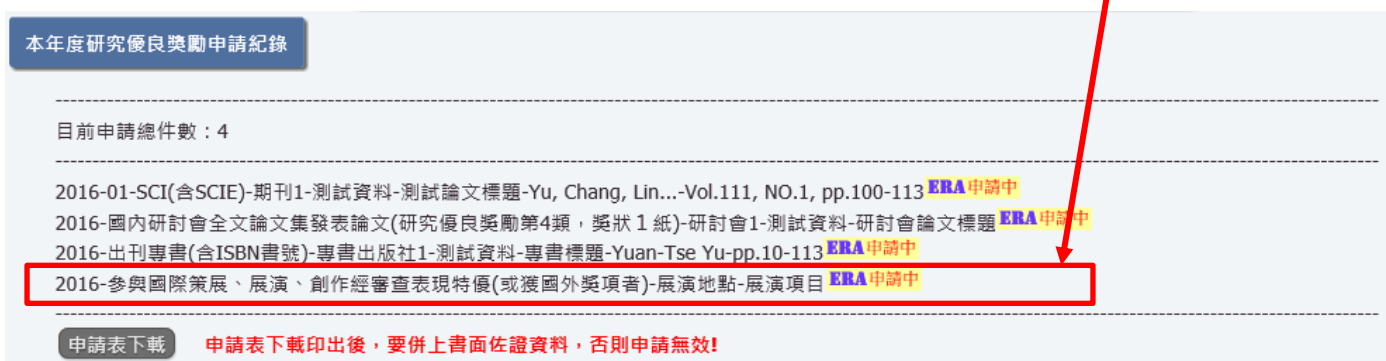 本年度研究優良獎勵申請紀錄
目前申請總件數：4
2016-01-SCI(含SCIE)-期刊1-測試資料-測試論文標題-Yu, Chang, Lin...-Vol.111, NO.1, pp.100-113 ERA申請中
2016-國內研討會全文論文集發表論文(研究優良獎勵第4類，獎狀１紙)-研討會1-測試資料-研討會論文標題 ERA申請中
2016-出刊專書(含ISBN書號)-專書出版社1-測試資料-專書標題-Yuan-Tse Yu-pp.10-113 ERA申請中
2016-參與國際策展、展演、創作經審查表現特優(或獲國外獎項者)-展演地點-展演項目 ERA申請中
申請表下載 申請表下載印出後，要併上書面佐證資料，否則申請無效!